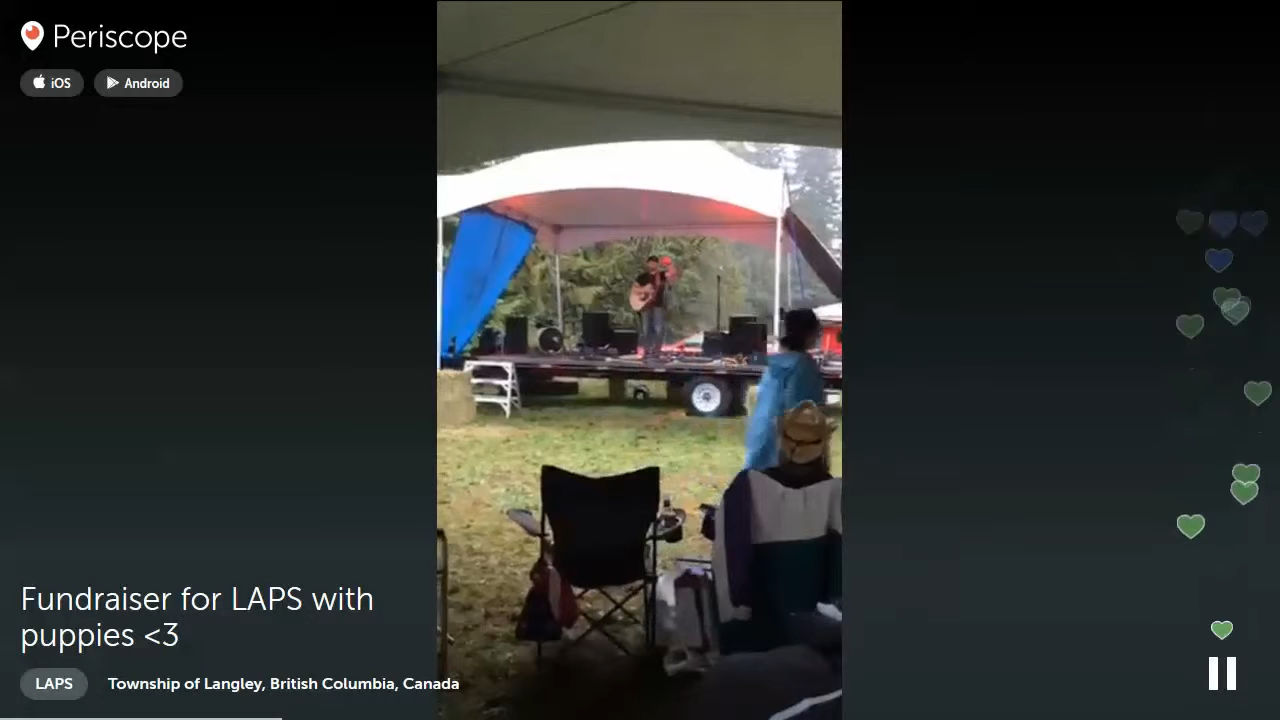 Periscope
iOS
Android
Fundraiser for LAPS with
puppies <3
LAPS
Township of Langley, British Columbia, Canada